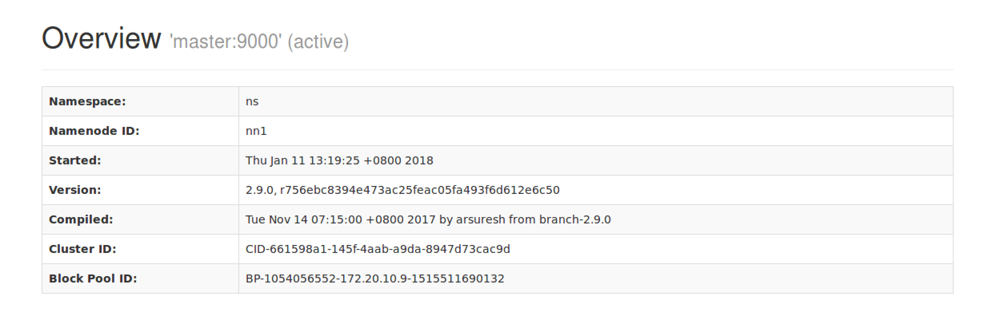 Overview 'master:9000' (active)
Namespace: ns
Namenode ID: nn1
Started: Thu Jan 11 13:19:25 +0800 2018
Version: 2.9.0, r756ebc8394e473ac25feac05fa493f6d612e6c50
Compiled: Tue Nov 14 07:15:00 +0800 2017 by arsuresh from branch-2.9.0
Cluster ID: CID-661598a1-145f-4aab-a9da-8947d73cac9d
Block Pool ID: BP-1054056552-172.20.10.9-1515511690132